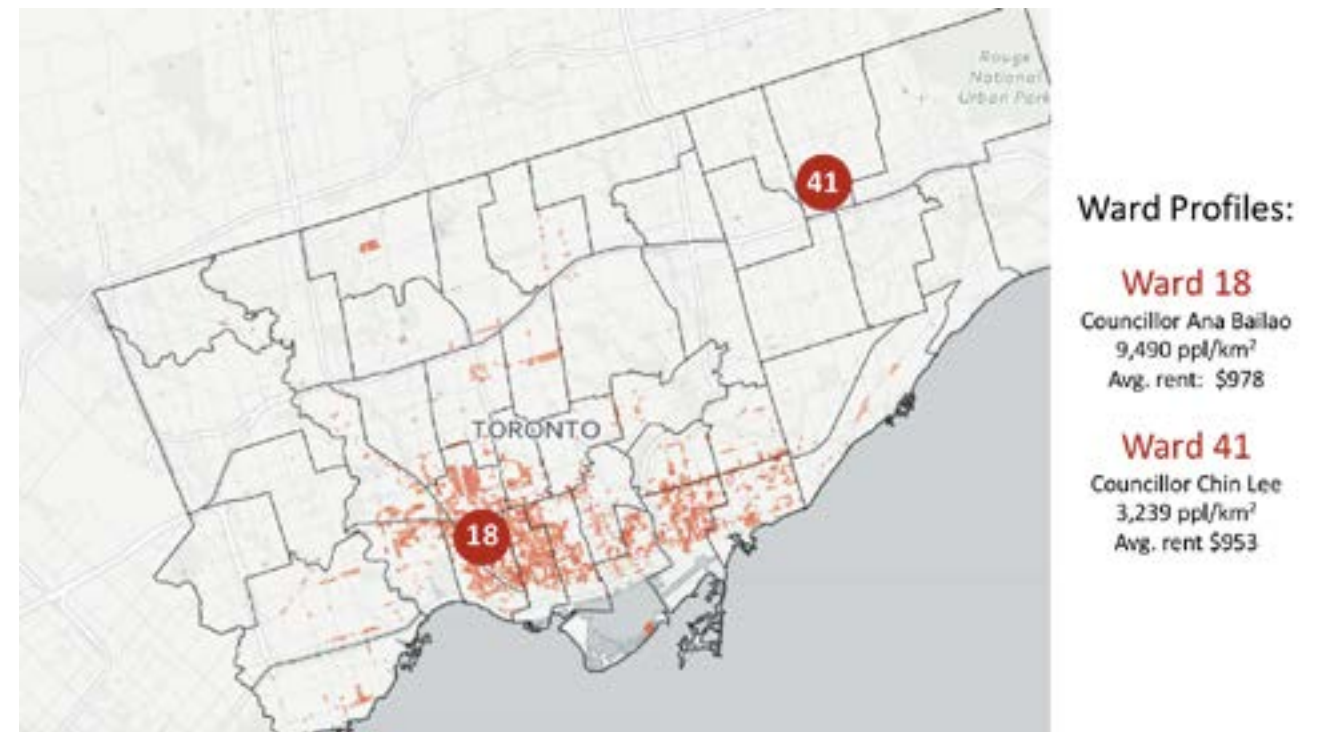 Rouge
National
Urban Park
41
TORONTO
18
Ward Profiles:
Ward 18
Councillor Ana Bailao
9,490 ppl/km²
Avg. rent: $978
Ward 41
Councillor Chin Lee
3,239 ppl/km²
Avg. rent $953